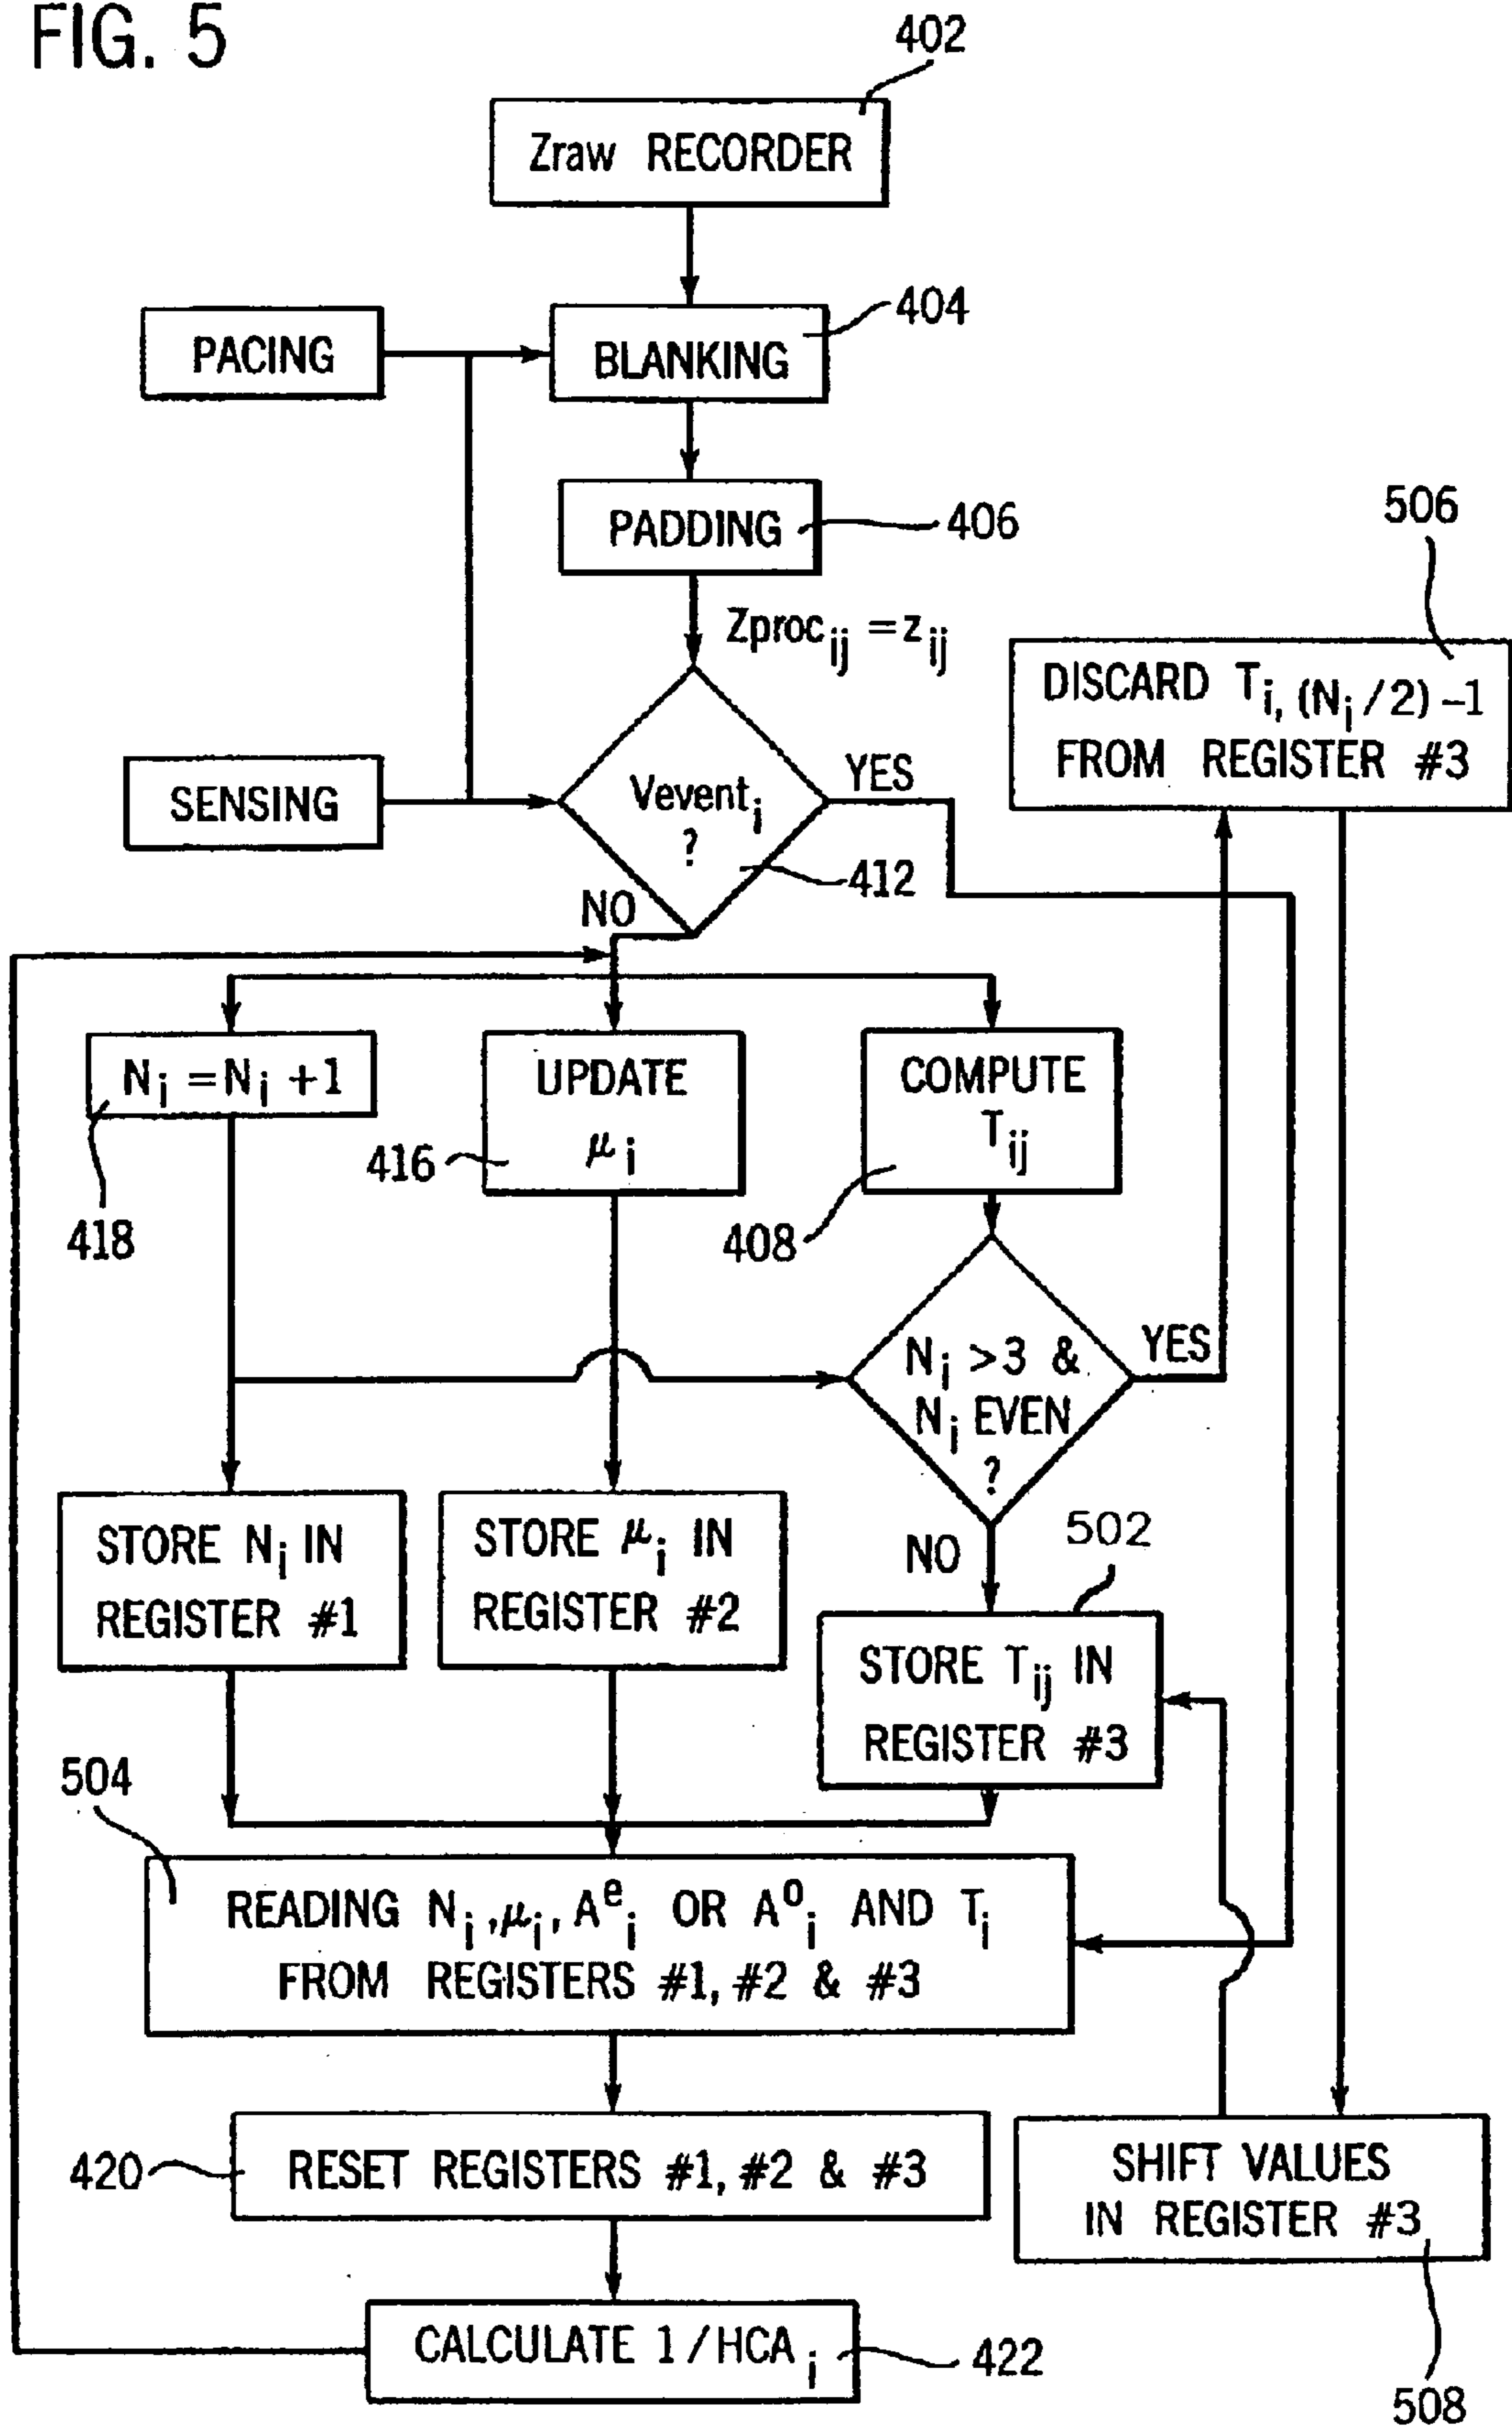 FIG. 5
402
Zraw RECORDER
404
PACING
BLANKING
406
PADDING
506
Zproc_ij = z_ij
DISCARD T_i, (N_i/2)-1
FROM REGISTER #3
SENSING
Vevent_i
?
YES
412
NO
N_i = N_i +1
418
UPDATE
μ_i
416
COMPUTE
T_ij
408
N_i >3 &
N_i EVEN
?
YES
NO
502
STORE N_i IN
REGISTER #1
STORE μ_i IN
REGISTER #2
STORE T_ij IN
REGISTER #3
504
READING N_i, μ_i, A^e_i OR A^o_i AND T_i
FROM REGISTERS #1, #2 & #3
420
RESET REGISTERS #1, #2 & #3
SHIFT VALUES
IN REGISTER #3
508
CALCULATE 1/HCA_i
422